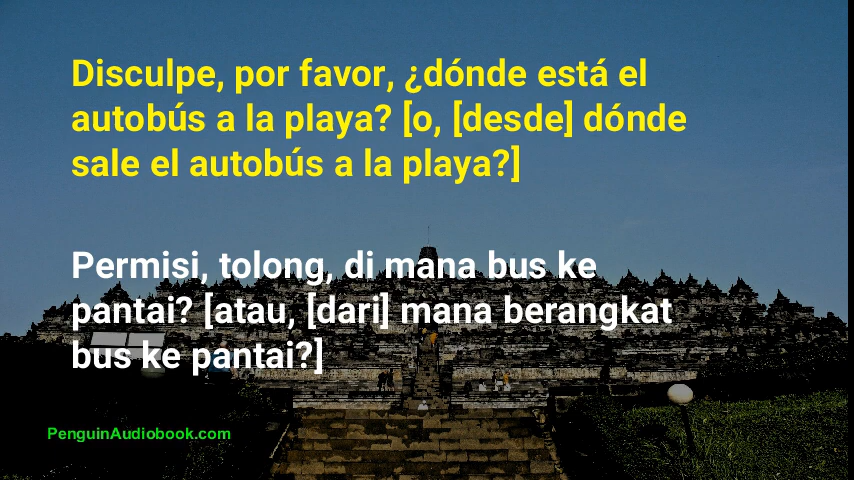 Disculpe, por favor, ¿dónde está el
autobús a la playa? [o, [desde] dónde
sale el autobús a la playa?]
Permisi, tolong, di mana bus ke
pantai? [atau, [dari] mana berangkat
bus ke pantai?]
PenguinAudiobook.com